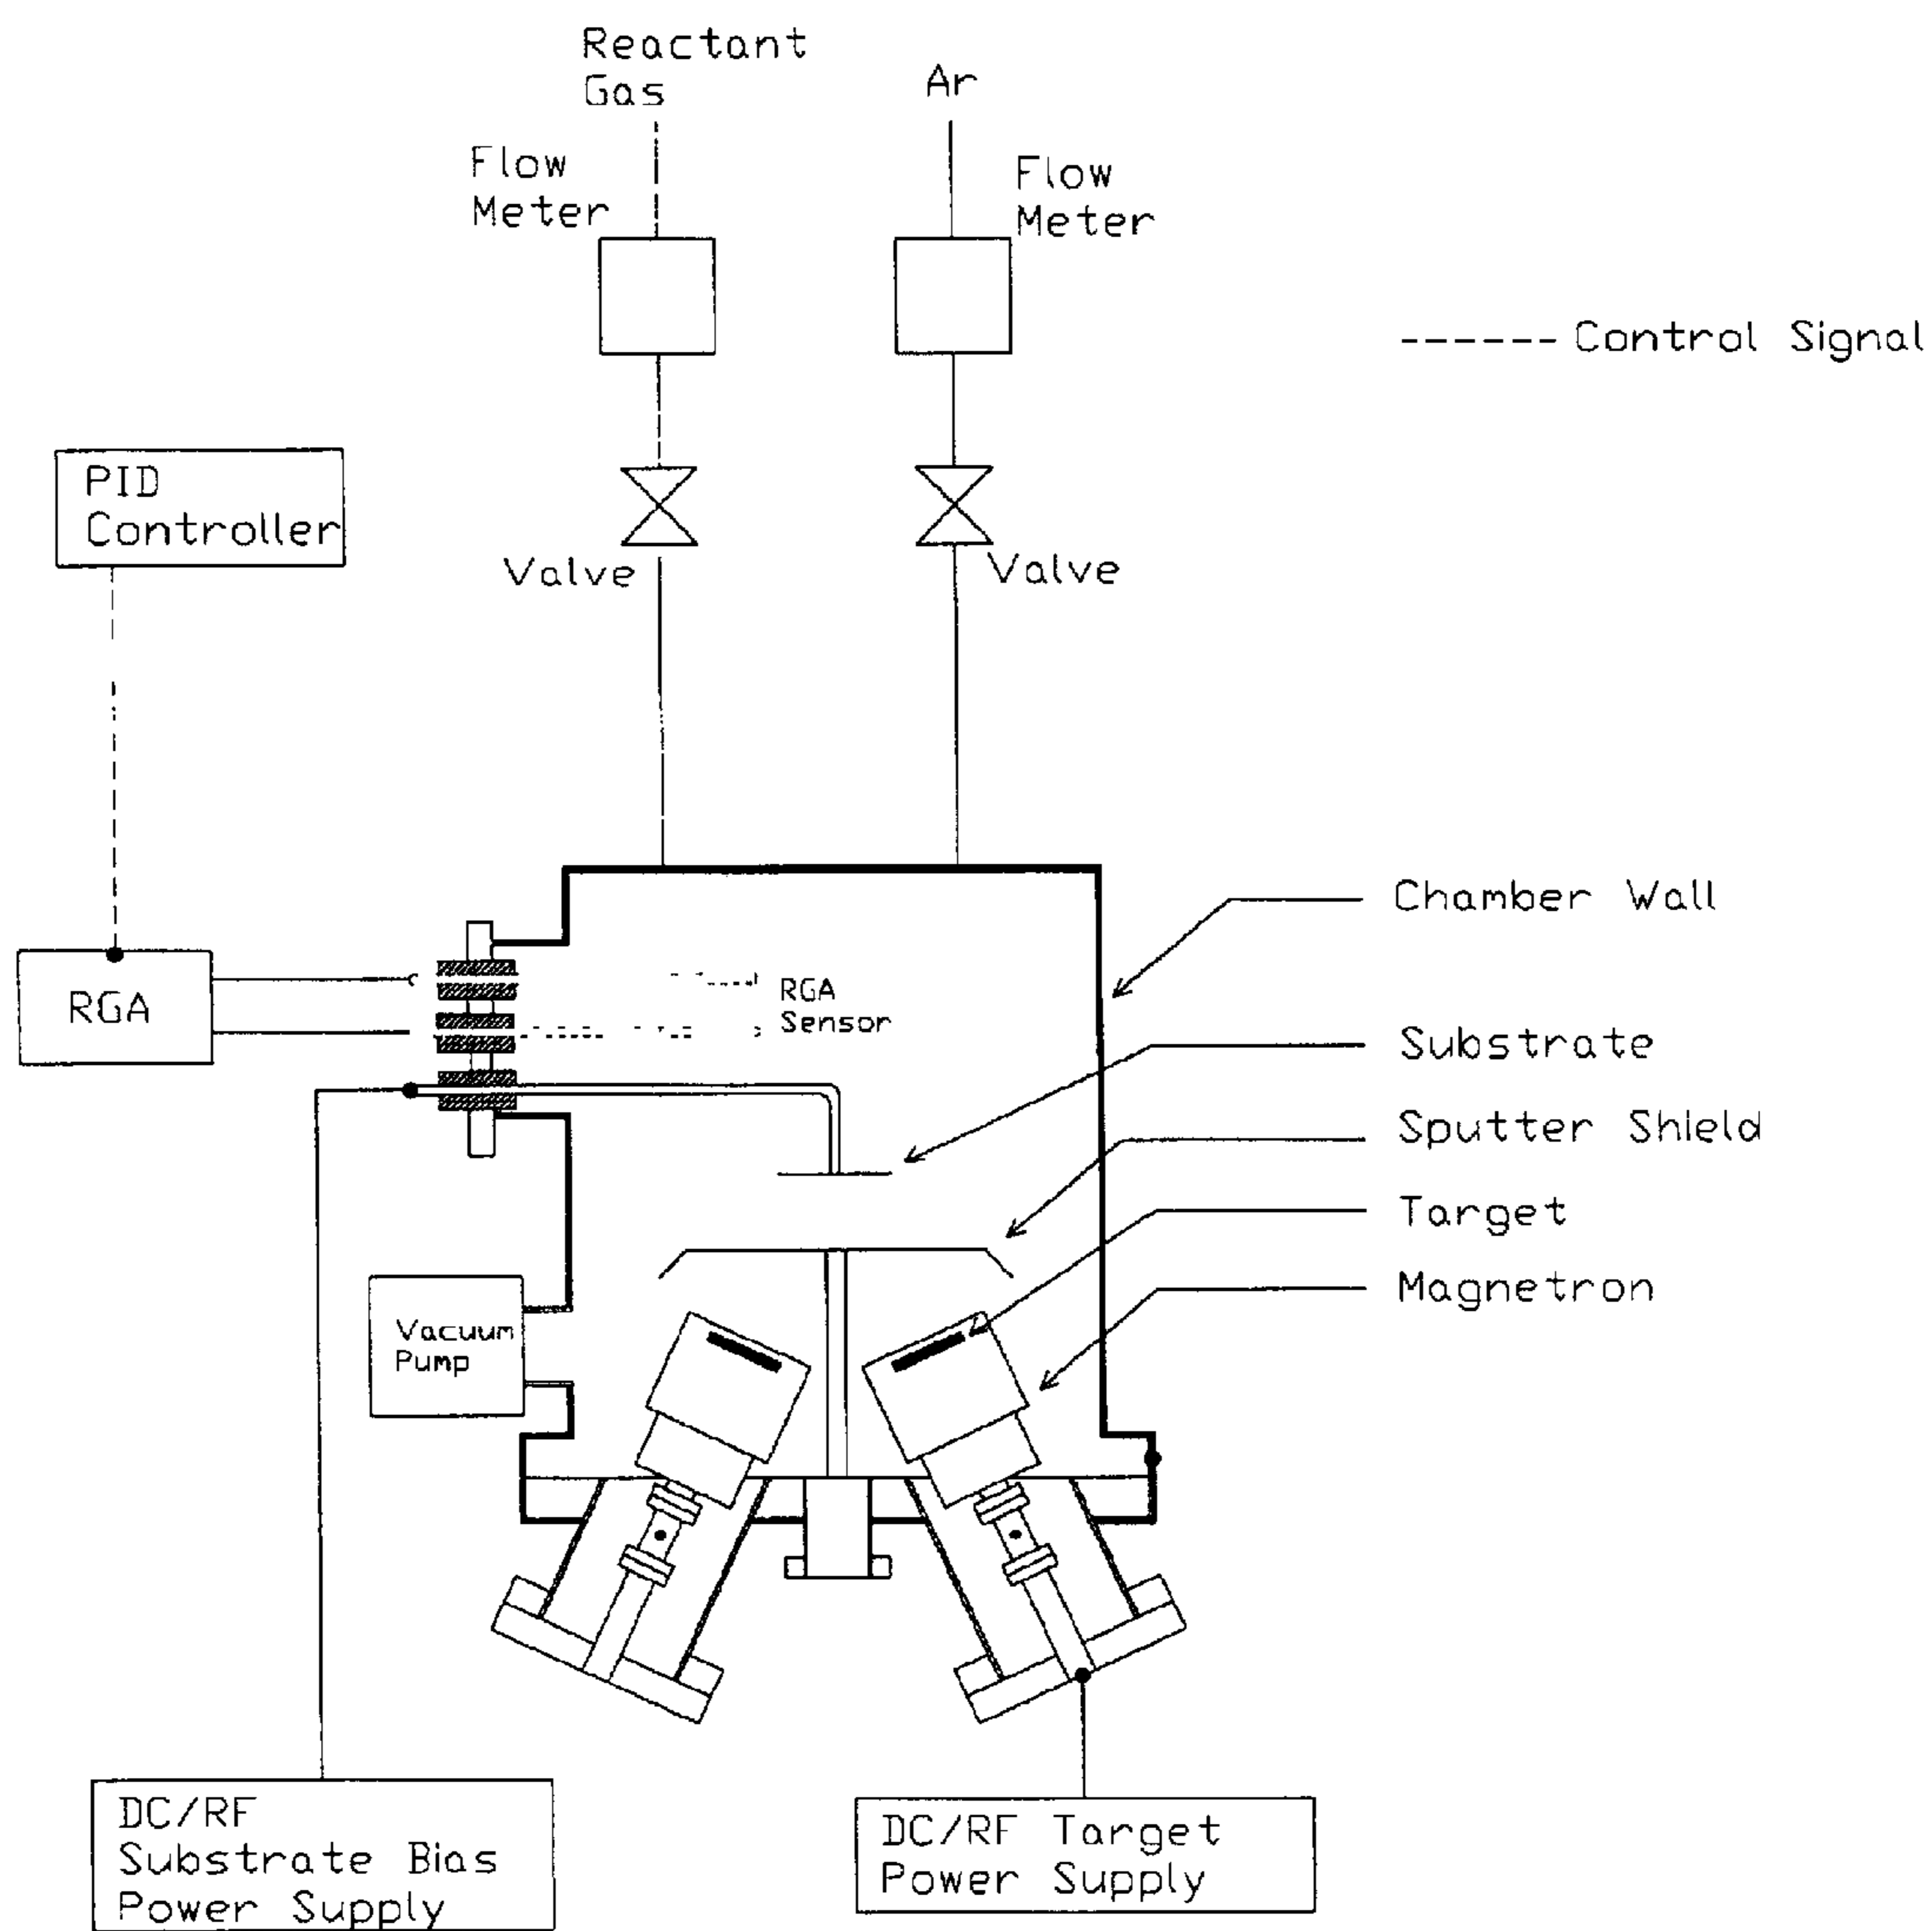 Reactant
Gas
Ar
Flow
Meter
Flow
Meter
Control Signal
PID
Controller
Valve
Valve
Chamber Wall
RGA
RGA
Sensor
Substrate
Sputter Shield
Target
Magnetron
Vacuum
Pump
DC/RF
Substrate Bias
Power Supply
DC/RF Target
Power Supply